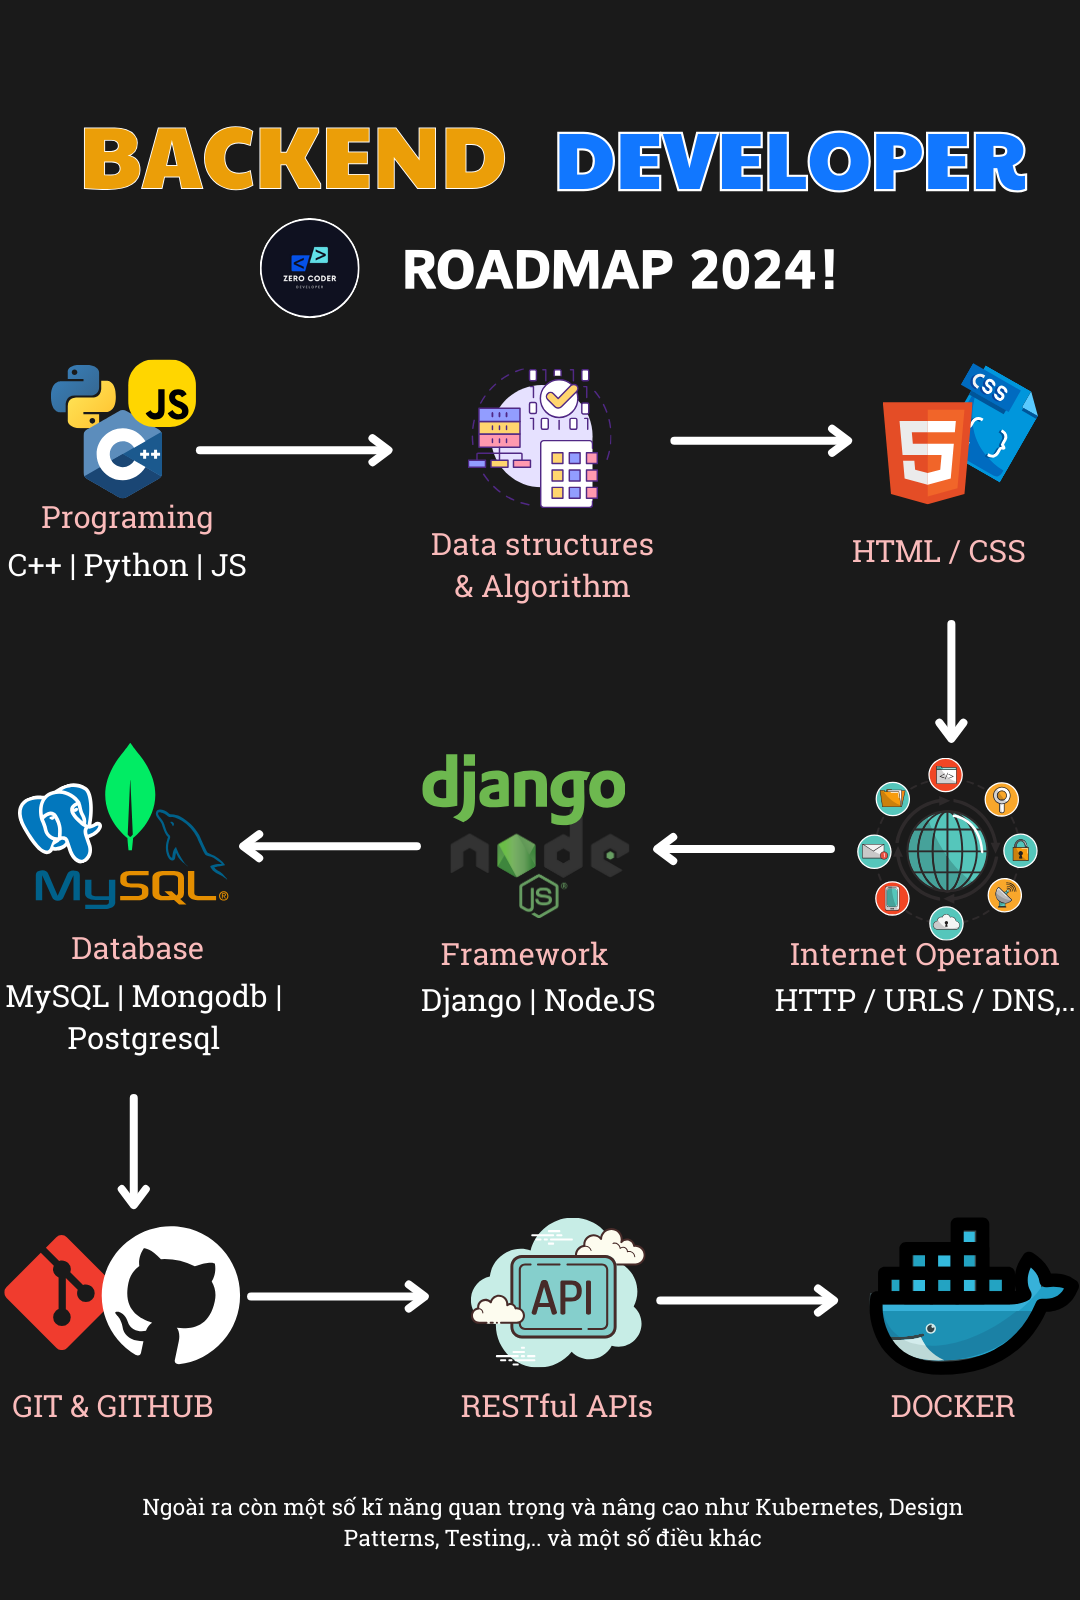 BACKEND DEVELOPER
ZERO CODER
DEVELOPER
ROADMAP 2024!
JS
C++
Programing
C++ | Python | JS
Data structures
& Algorithm
CSS
5
HTML / CSS
MySQL®
Database
MySQL | Mongodb |
Postgresql
django
node
JS®
Framework
Django | NodeJS
Internet Operation
HTTP / URLS / DNS,..
GIT & GITHUB
API
RESTful APIs
DOCKER
Ngoài ra còn một số kĩ năng quan trọng và nâng cao như Kubernetes, Design
Patterns, Testing,.. và một số điều khác